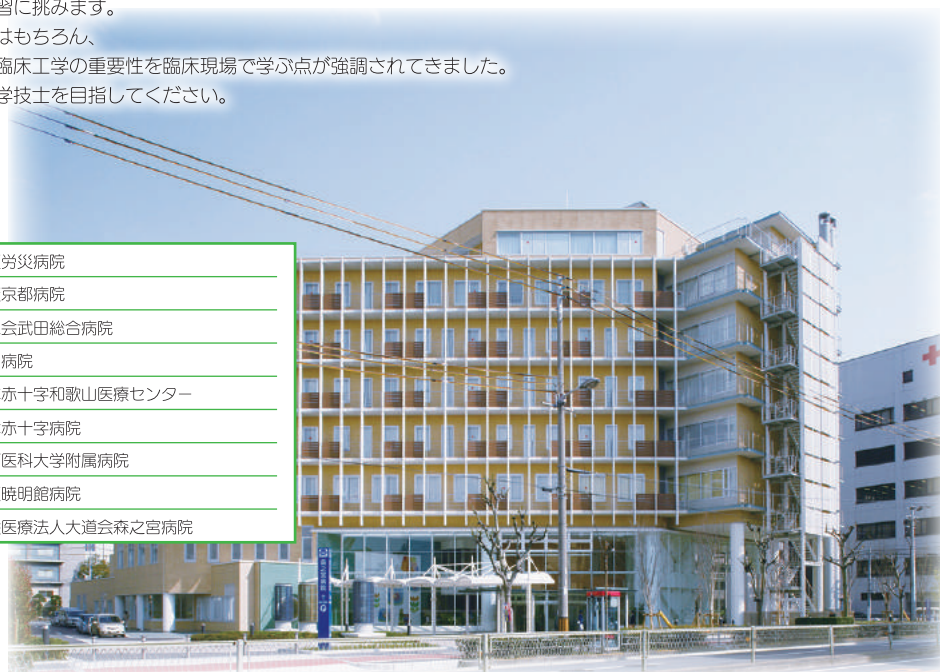 習に挑みます。
はもちろん、
臨床工学の重要性を臨床現場で学ぶ点が強調されてきました。
学技士を目指してください。
労災病院
京都病院
会武田総合病院
病院
赤十字和歌山医療センター
赤十字病院
医科大学附属病院
暁明館病院
医療法人大道会森之宮病院